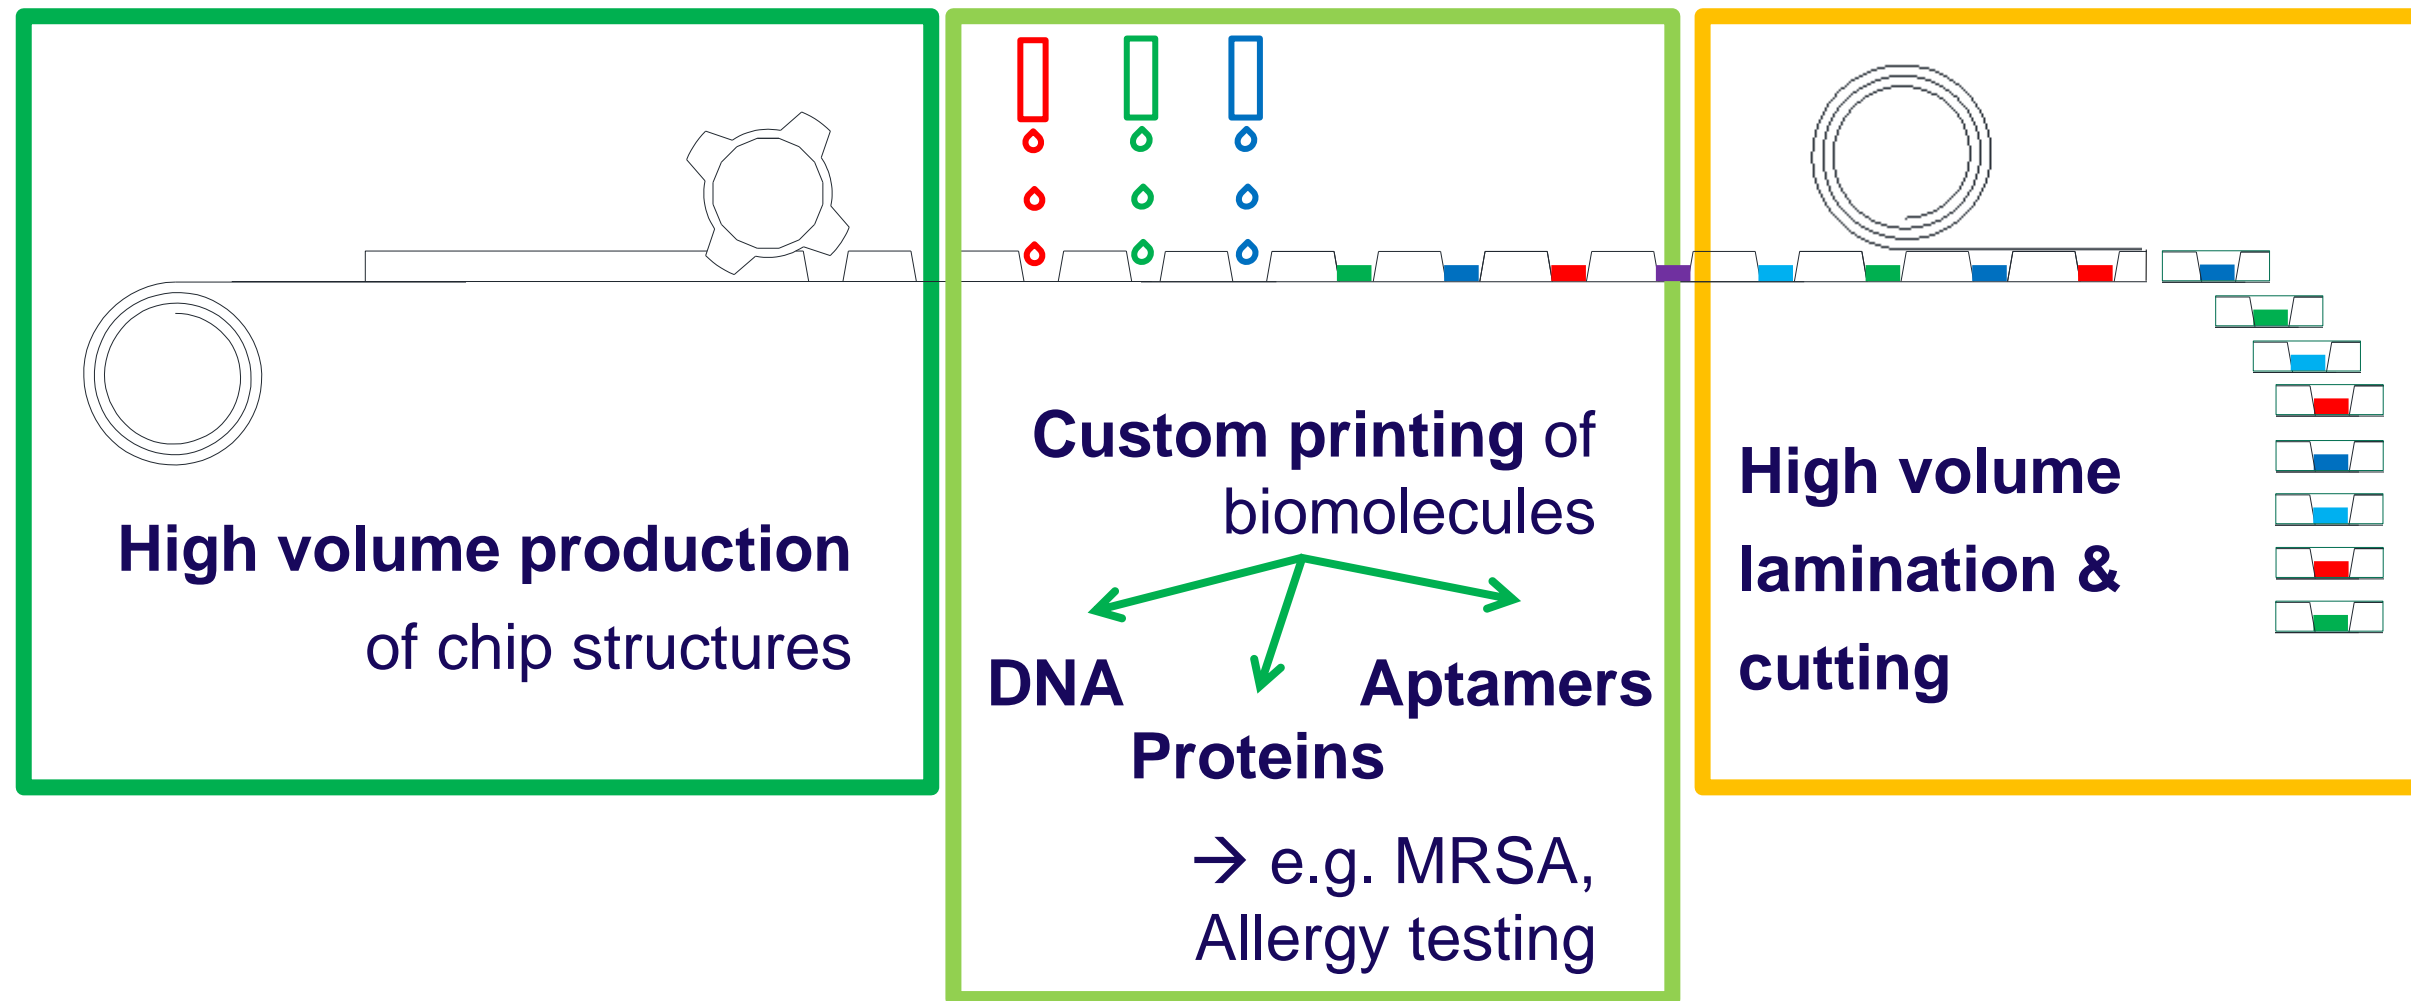 High volume production
of chip structures
Custom printing of
biomolecules
DNA
Aptamers
Proteins
→ e.g. MRSA,
Allergy testing
High volume
lamination &
cutting